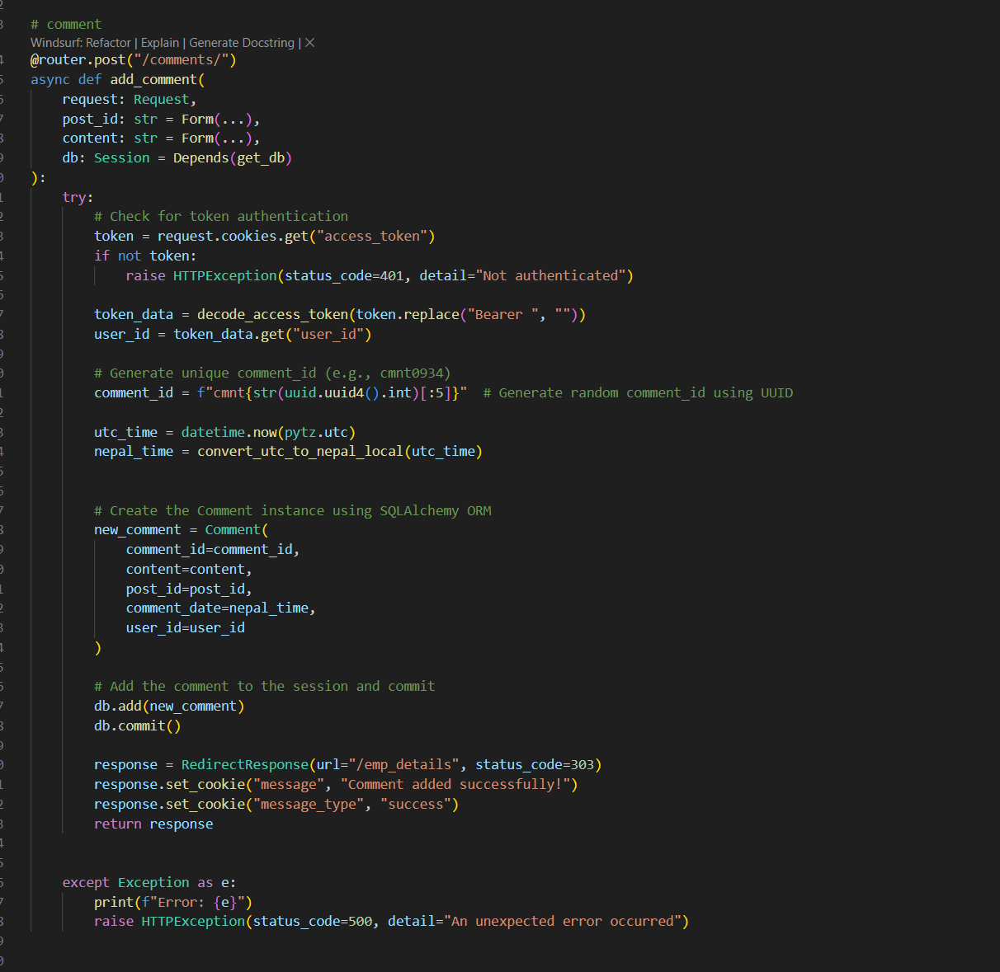 # comment
Windsurf: Refactor | Explain | Generate Docstring | X
@router.post("/comments/")
async def add_comment(
    request: Request,
    post_id: str = Form(...),
    content: str = Form(...),
    db: Session = Depends(get_db)
):
    try:
        # Check for token authentication
        token = request.cookies.get("access_token")
        if not token:
            raise HTTPException(status_code=401, detail="Not authenticated")
        token_data = decode_access_token(token.replace("Bearer ", ""))
        user_id = token_data.get("user_id")
        # Generate unique comment_id (e.g., cmnt0934)
        comment_id = f"cmnt{str(uuid.uuid4().int)[:5]}"  # Generate random comment_id using UUID
        utc_time = datetime.now(pytz.utc)
        nepal_time = convert_utc_to_nepal_local(utc_time)
        # Create the Comment instance using SQLAlchemy ORM
        new_comment = Comment(
            comment_id=comment_id,
            content=content,
            post_id=post_id,
            comment_date=nepal_time,
            user_id=user_id
        )
        # Add the comment to the session and commit
        db.add(new_comment)
        db.commit()
        response = RedirectResponse(url="/emp_details", status_code=303)
        response.set_cookie("message", "Comment added successfully!")
        response.set_cookie("message_type", "success")
        return response
    except Exception as e:
        print(f"Error: {e}")
        raise HTTPException(status_code=500, detail="An unexpected error occurred")